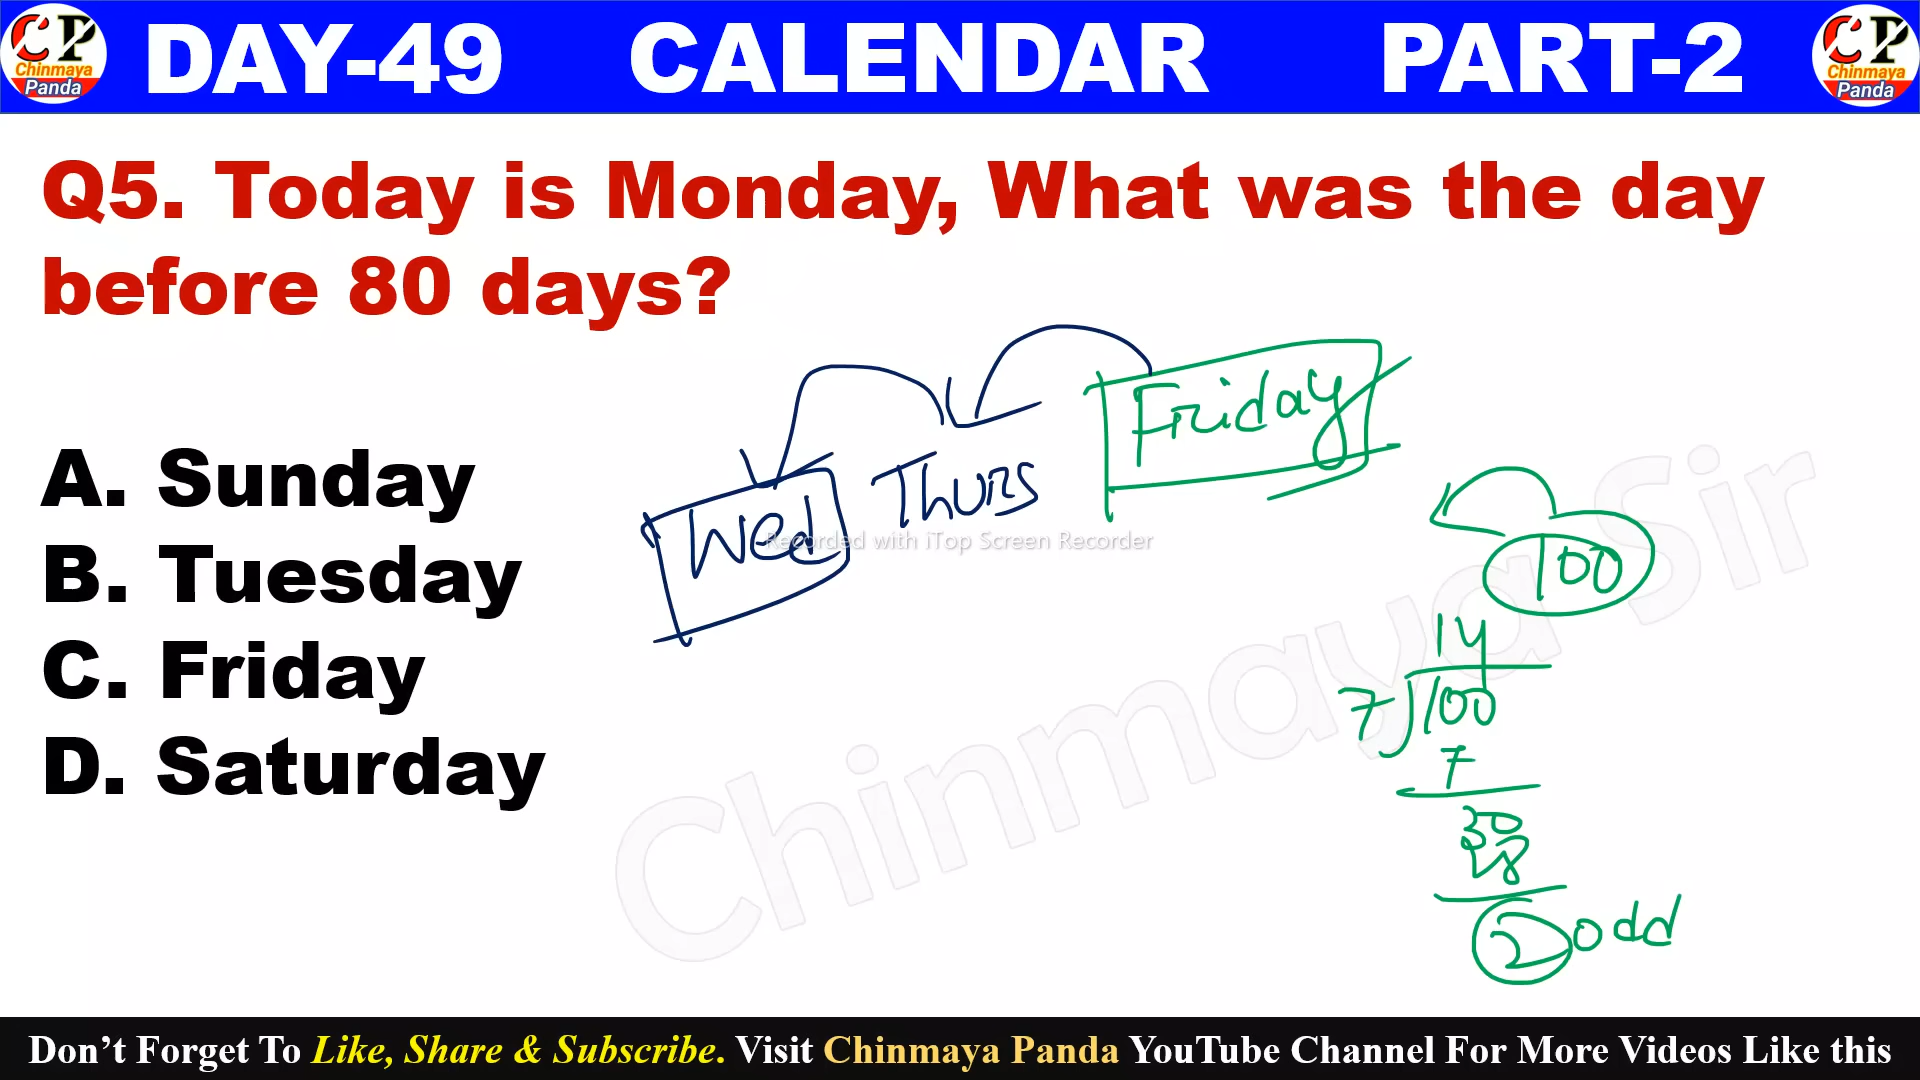 CP DAY-49 CALENDAR PART-2 CP
Chinmaya Panda Chinmaya Panda
Q5. Today is Monday, What was the day
before 80 days?
Friday
A. Sunday
Wed Thurs
Recorded with iTop Screen Recorder
100
B. Tuesday
14
C. Friday
7 100
7
D. Saturday
30
28
2 odd
Chinmaya Sir
Don’t Forget To Like, Share & Subscribe. Visit Chinmaya Panda YouTube Channel For More Videos Like this